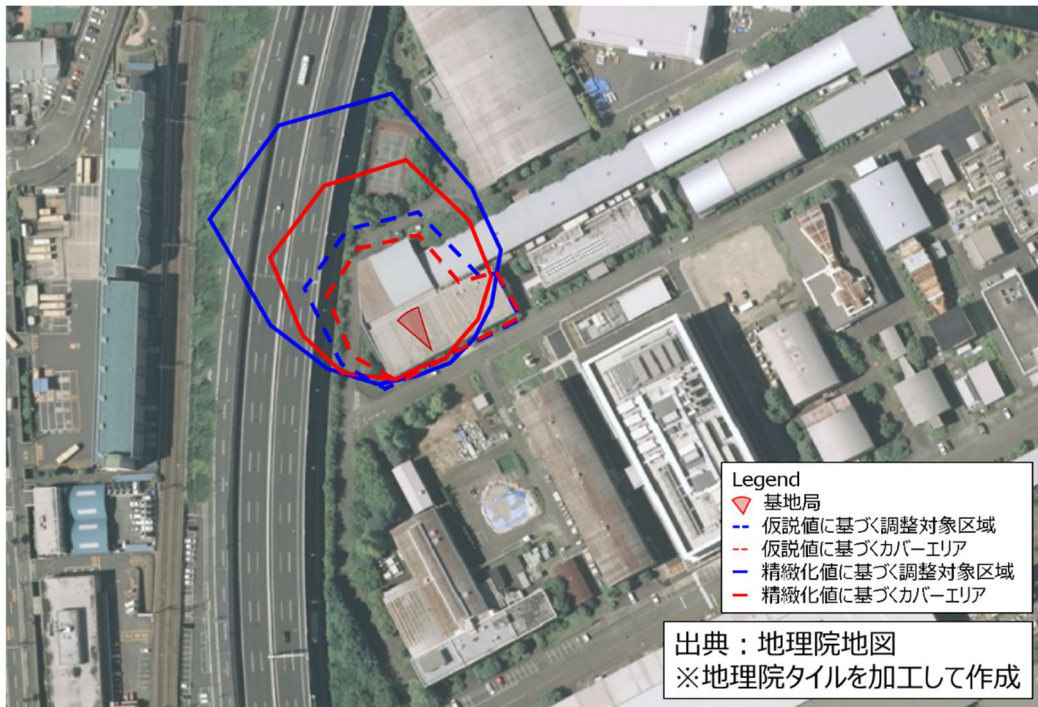 Legend
基地局
仮説値に基づく調整対象区域
仮説値に基づくカバーエリア
精緻化値に基づく調整対象区域
精緻化値に基づくカバーエリア
出典：地理院地図
※地理院タイルを加工して作成